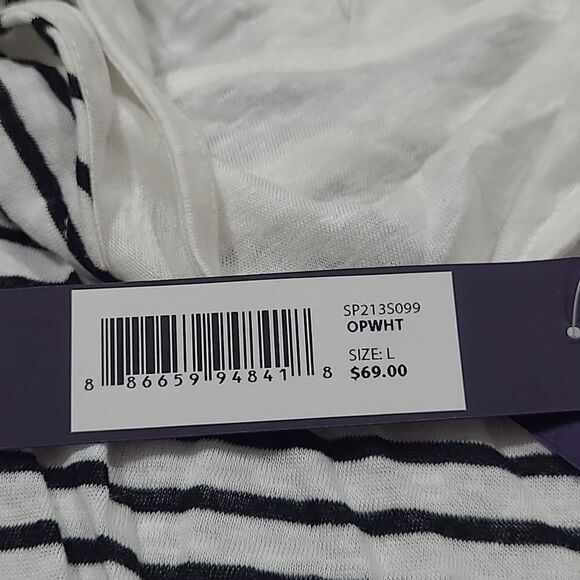 SP213S099
OPWHT
SIZE: L
$69.00
8 86659 94841 8